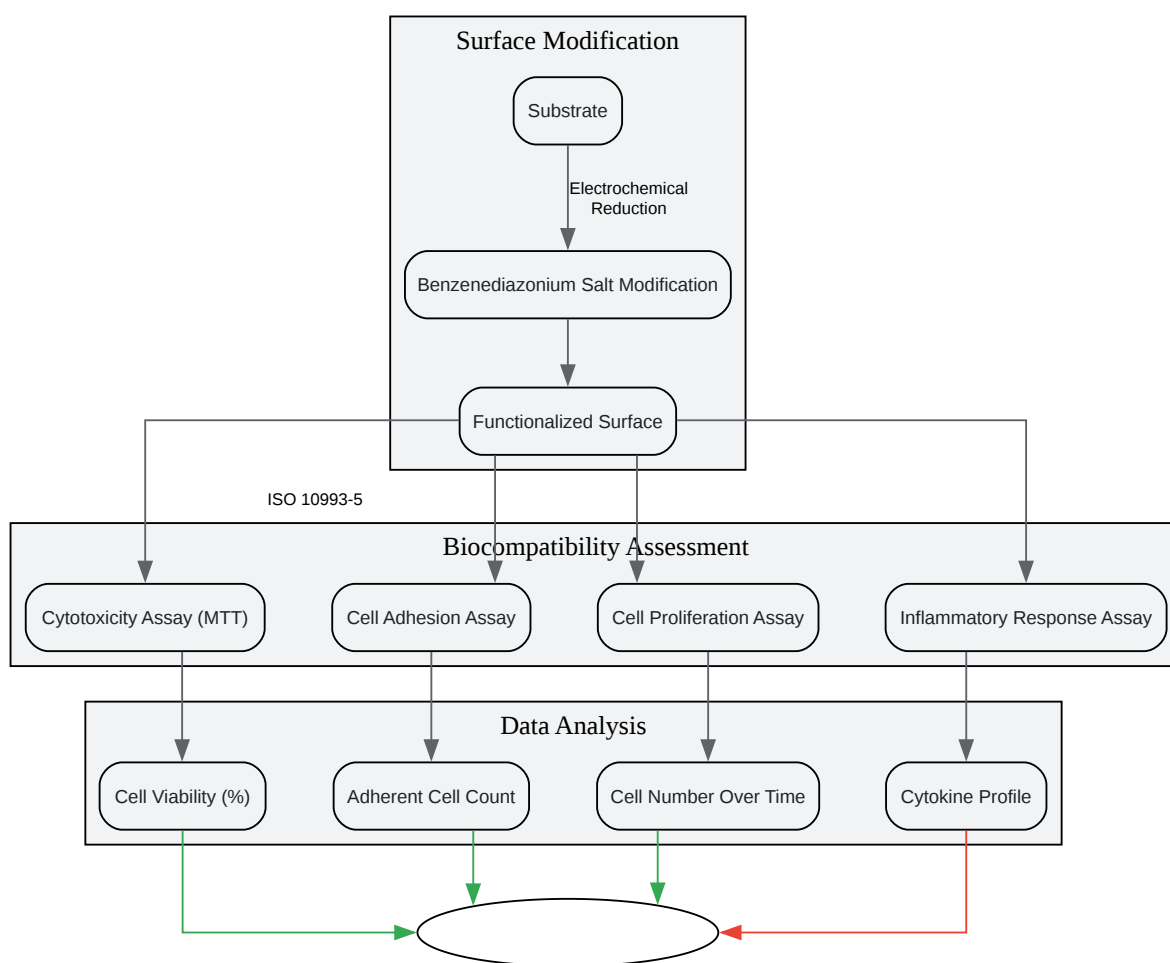 Surface Modification
Substrate
Electrochemical
Reduction
Benzenediazonium Salt Modification
Functionalized Surface
ISO 10993-5
Biocompatibility Assessment
Cytotoxicity Assay (MTT)
Cell Adhesion Assay
Cell Proliferation Assay
Inflammatory Response Assay
Data Analysis
Cell Viability (%)
Adherent Cell Count
Cell Number Over Time
Cytokine Profile